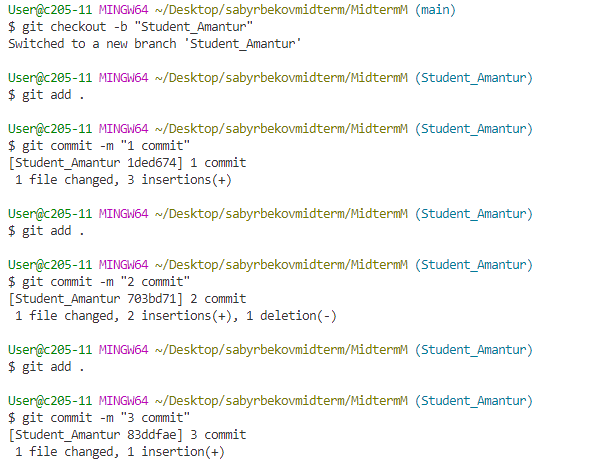 User@c205-11 MINGW64 ~/Desktop/sabyrbekovmidterm/MidtermM (main)
$ git checkout -b "Student_Amantur"
Switched to a new branch 'Student_Amantur'
User@c205-11 MINGW64 ~/Desktop/sabyrbekovmidterm/MidtermM (Student_Amantur)
$ git add .
User@c205-11 MINGW64 ~/Desktop/sabyrbekovmidterm/MidtermM (Student_Amantur)
$ git commit -m "1 commit"
[Student_Amantur 1ded674] 1 commit
 1 file changed, 3 insertions(+)
User@c205-11 MINGW64 ~/Desktop/sabyrbekovmidterm/MidtermM (Student_Amantur)
$ git add .
User@c205-11 MINGW64 ~/Desktop/sabyrbekovmidterm/MidtermM (Student_Amantur)
$ git commit -m "2 commit"
[Student_Amantur 703bd71] 2 commit
 1 file changed, 2 insertions(+), 1 deletion(-)
User@c205-11 MINGW64 ~/Desktop/sabyrbekovmidterm/MidtermM (Student_Amantur)
$ git add .
User@c205-11 MINGW64 ~/Desktop/sabyrbekovmidterm/MidtermM (Student_Amantur)
$ git commit -m "3 commit"
[Student_Amantur 83ddfae] 3 commit
 1 file changed, 1 insertion(+)